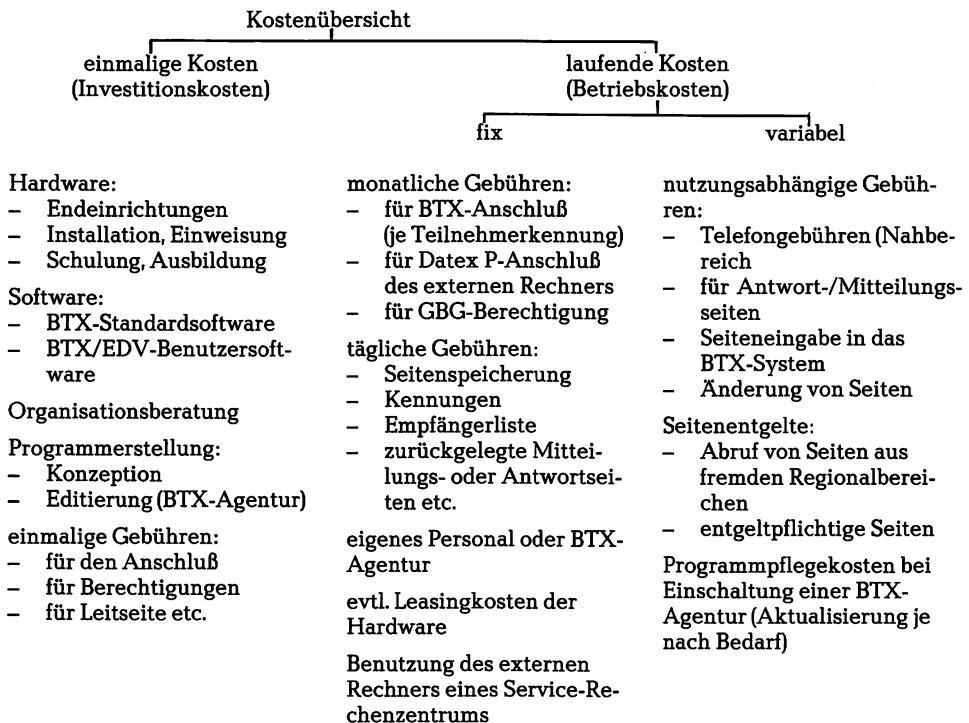 Kostenübersicht
einmalige Kosten
(Investitionskosten)
laufende Kosten
(Betriebskosten)
fix
variabel
Hardware:
– Endeinrichtungen
– Installation, Einweisung
– Schulung, Ausbildung
Software:
– BTX-Standardsoftware
– BTX/EDV-Benutzersoft-
ware
Organisationsberatung
Programmerstellung:
– Konzeption
– Editierung (BTX-Agentur)
einmalige Gebühren:
– für den Anschluß
– für Berechtigungen
– für Leitseite etc.
monatliche Gebühren:
– für BTX-Anschluß
(je Teilnehmerkennung)
– für Datex P-Anschluß
des externen Rechners
– für GBG-Berechtigung
tägliche Gebühren:
– Seitenspeicherung
– Kennungen
– Empfängerliste
– zurückgelegte Mittei-
lungs- oder Antwortsei-
ten etc.
eigenes Personal oder BTX-
Agentur
evtl. Leasingkosten der
Hardware
Benutzung des externen
Rechners eines Service-Re-
chenzentrums
nutzungsabhängige Gebüh-
ren:
– Telefongebühren (Nahbe-
reich
– für Antwort-/Mitteilungs-
seiten
– Seiteneingabe in das
BTX-System
– Änderung von Seiten
Seitenentgelte:
– Abruf von Seiten aus
fremden Regionalberei-
chen
– entgeltpflichtige Seiten
Programmpflegekosten bei
Einschaltung einer BTX-
Agentur (Aktualisierung je
nach Bedarf)